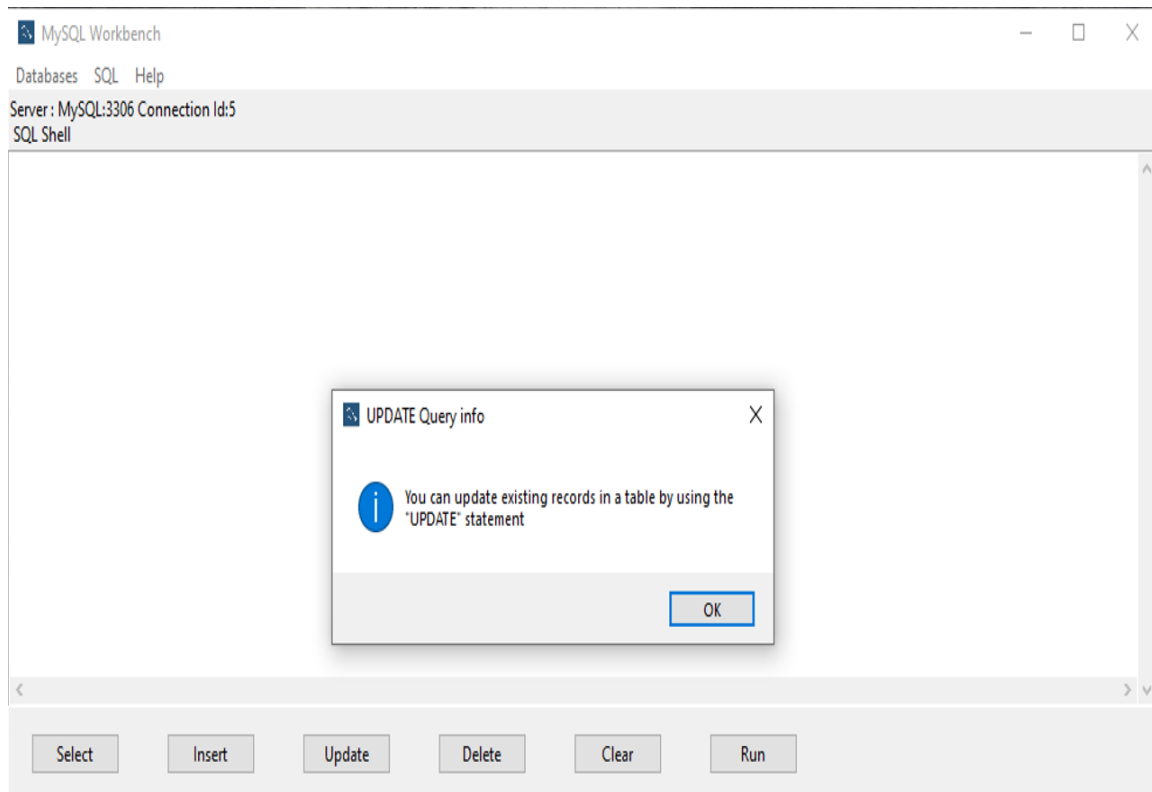 MySQL Workbench
Databases SQL Help
Server : MySQL:3306 Connection Id:5
SQL Shell
UPDATE Query info
You can update existing records in a table by using the
"UPDATE" statement
OK
Select Insert Update Delete Clear Run